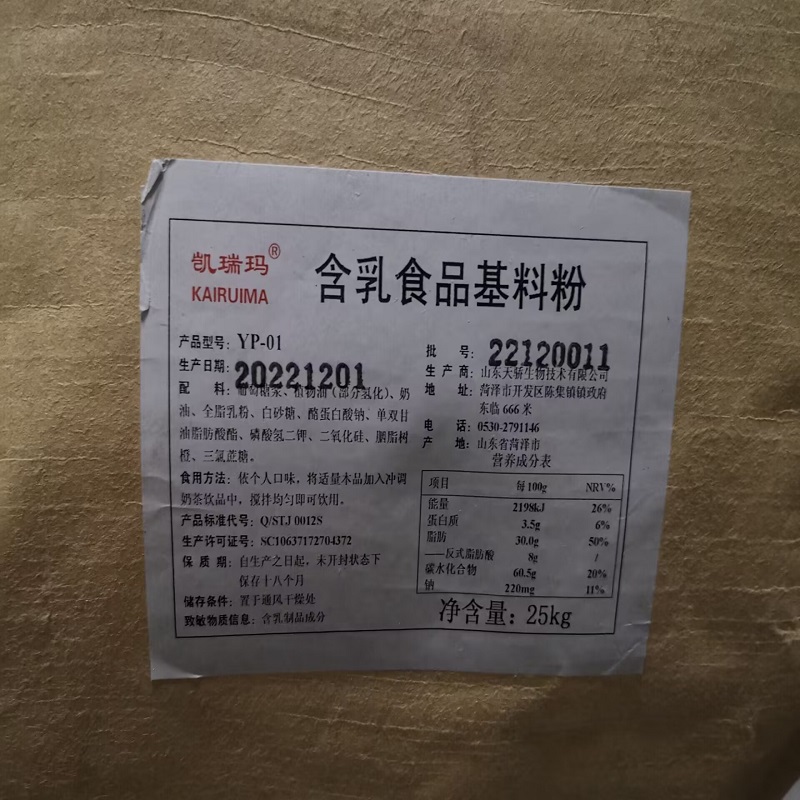 凯瑞玛®
KAIRUIMA
含乳食品基料粉
产品型号: YP-01
生产日期: 20221201
配 料: 葡萄糖浆、植物油(部分氢化)、奶
油、全脂乳粉、白砂糖、酪蛋白酸钠、单双甘
油脂肪酸酯、磷酸氢二钾、二氧化硅、胭脂树
橙、三氯蔗糖。
食用方法: 依个人口味，将适量本品加入冲调
奶茶饮品中，搅拌均匀即可饮用。
产品标准代号: Q/STJ 0012S
生产许可证号: SC10637172704372
保 质 期: 自生产之日起，未开封状态下
保存十八个月
储存条件: 置于通风干燥处
致敏物质信息: 含乳制品成分
批 号: 22120011
生 产 商: 山东天骄生物技术有限公司
地 址: 菏泽市开发区陈集镇镇政府
东临 666 米
电 话: 0530-2791146
产 地: 山东省菏泽市
营养成分表
项目 每100g NRV%
能量 2198kJ 26%
蛋白质 3.5g 6%
脂肪 30.0g 50%
——反式脂肪酸 8g /
碳水化合物 60.5g 20%
钠 220mg 11%
净含量: 25kg